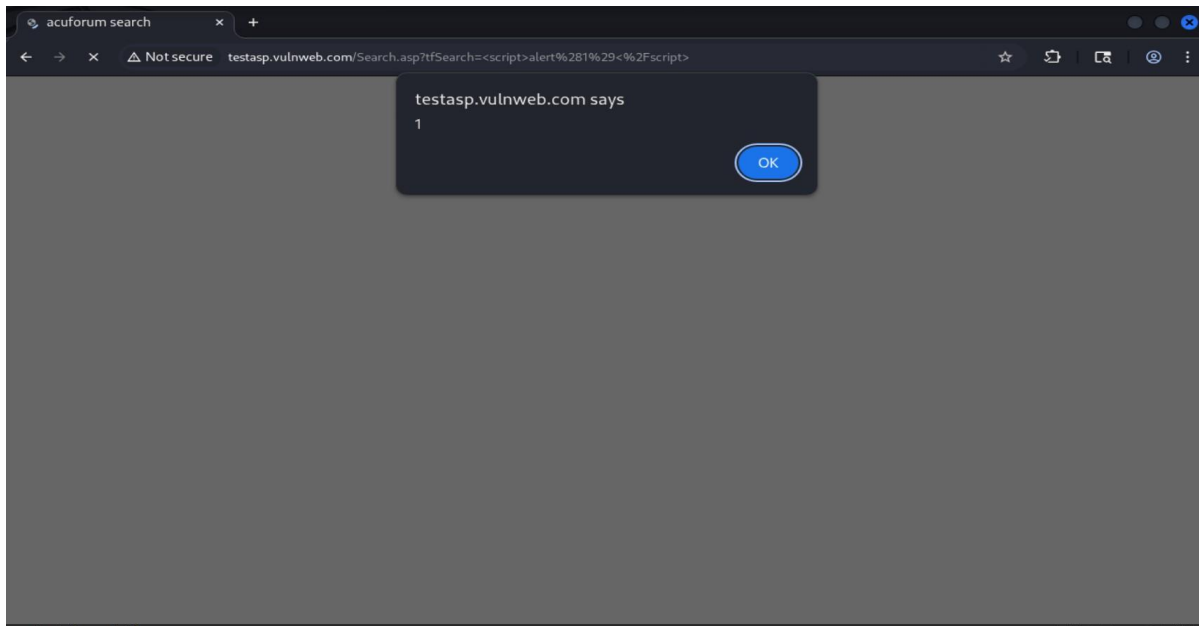 acuforum search
Not secure testasp.vulnweb.com/Search.asp?tfSearch=<script>alert%281%29<%2Fscript>
testasp.vulnweb.com says
1
OK